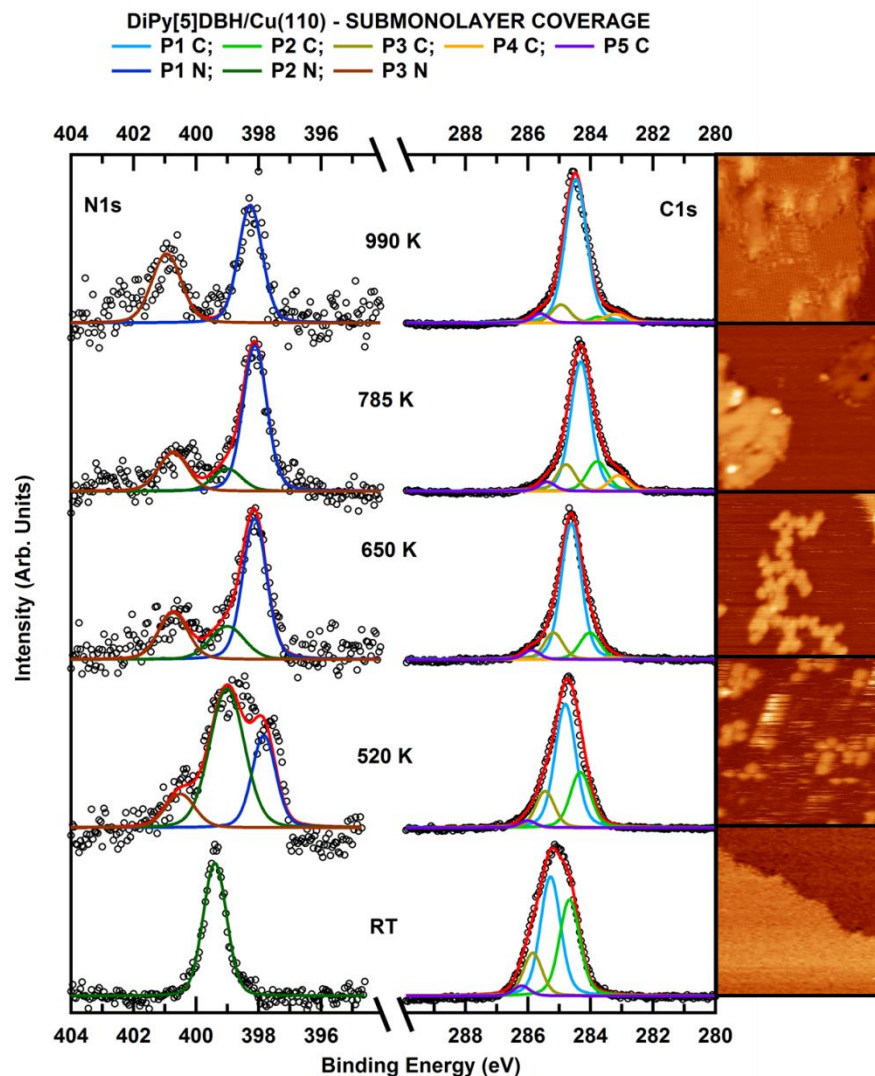 DiPy[5]DBH/Cu(110) - SUBMONOLAYER COVERAGE
P1 C; P2 C; P3 C; P4 C; P5 C
P1 N; P2 N; P3 N
404 402 400 398 396 288 286 284 282 280
N1s C1s
990 K
785 K
650 K
520 K
RT
Intensity (Arb. Units)
404 402 400 398 396 288 286 284 282 280
Binding Energy (eV)